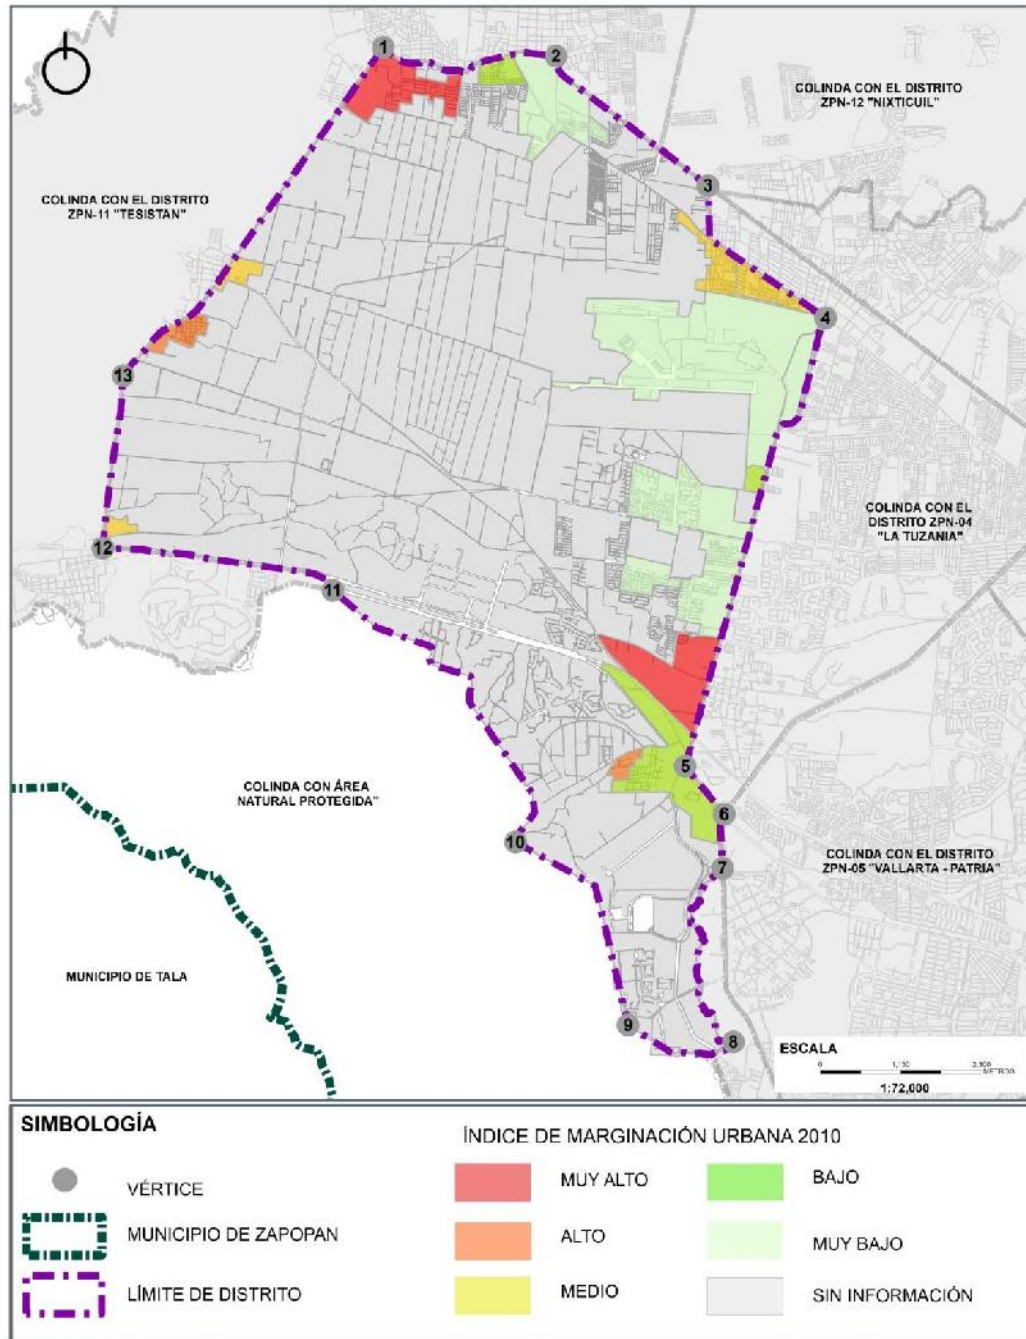 1
2
COLINDA CON EL DISTRITO
ZPN-12 "NIXTICUIL"
3
COLINDA CON EL DISTRITO
ZPN-11 "TESISTAN"
4
13
COLINDA CON EL
DISTRITO ZPN-04
"LA TUZANIA"
12
11
5
COLINDA CON ÁREA
NATURAL PROTEGIDA"
6
10
COLINDA CON EL DISTRITO
ZPN-05 "VALLARTA - PATRIA"
7
MUNICIPIO DE TALA
9
8
ESCALA
0
METROS
1:72,000
SIMBOLOGÍA
VÉRTICE
MUNICIPIO DE ZAPOPAN
LÍMITE DE DISTRITO
ÍNDICE DE MARGINACIÓN URBANA 2010
MUY ALTO
ALTO
MEDIO
BAJO
MUY BAJO
SIN INFORMACIÓN